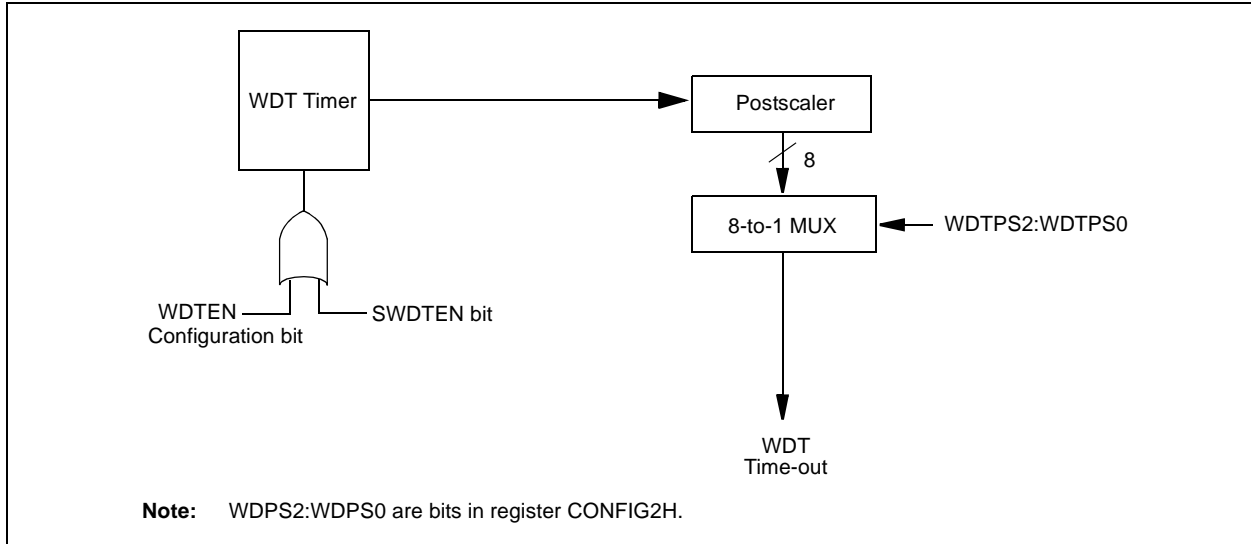 WDT Timer
Postscaler
8
8-to-1 MUX
WDTPS2:WDTPS0
WDTEN
Configuration bit
SWDTEN bit
WDT
Time-out
Note: WDPS2:WDPS0 are bits in register CONFIG2H.